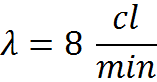 λ = 8 cl/min